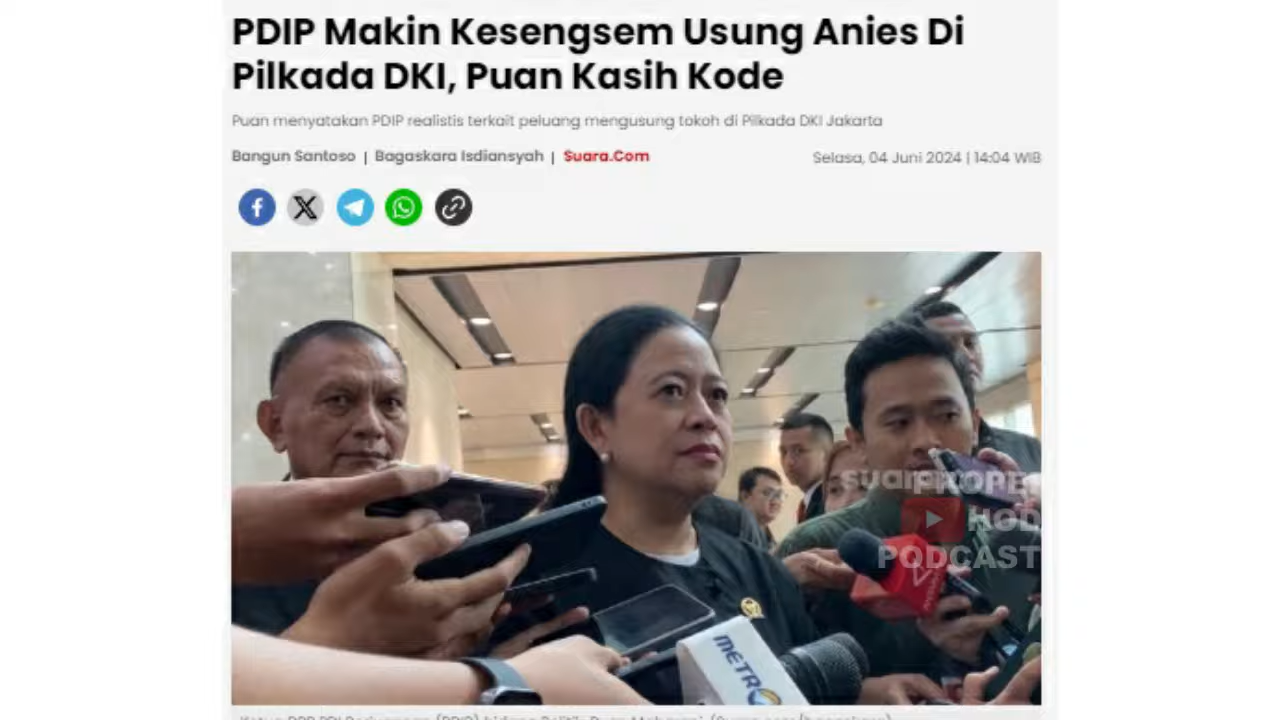 PDIP Makin Kesengsem Usung Anies Di
Pilkada DKI, Puan Kasih Kode
Puan menyatakan PDIP realistis terkait peluang mengusung tokoh di Pilkada DKI Jakarta
Bangun Santoso | Bagaskara Isdiansyah | Suara.Com
Selasa, 04 Juni 2024 | 14:04 WIB
METR
PODCAST